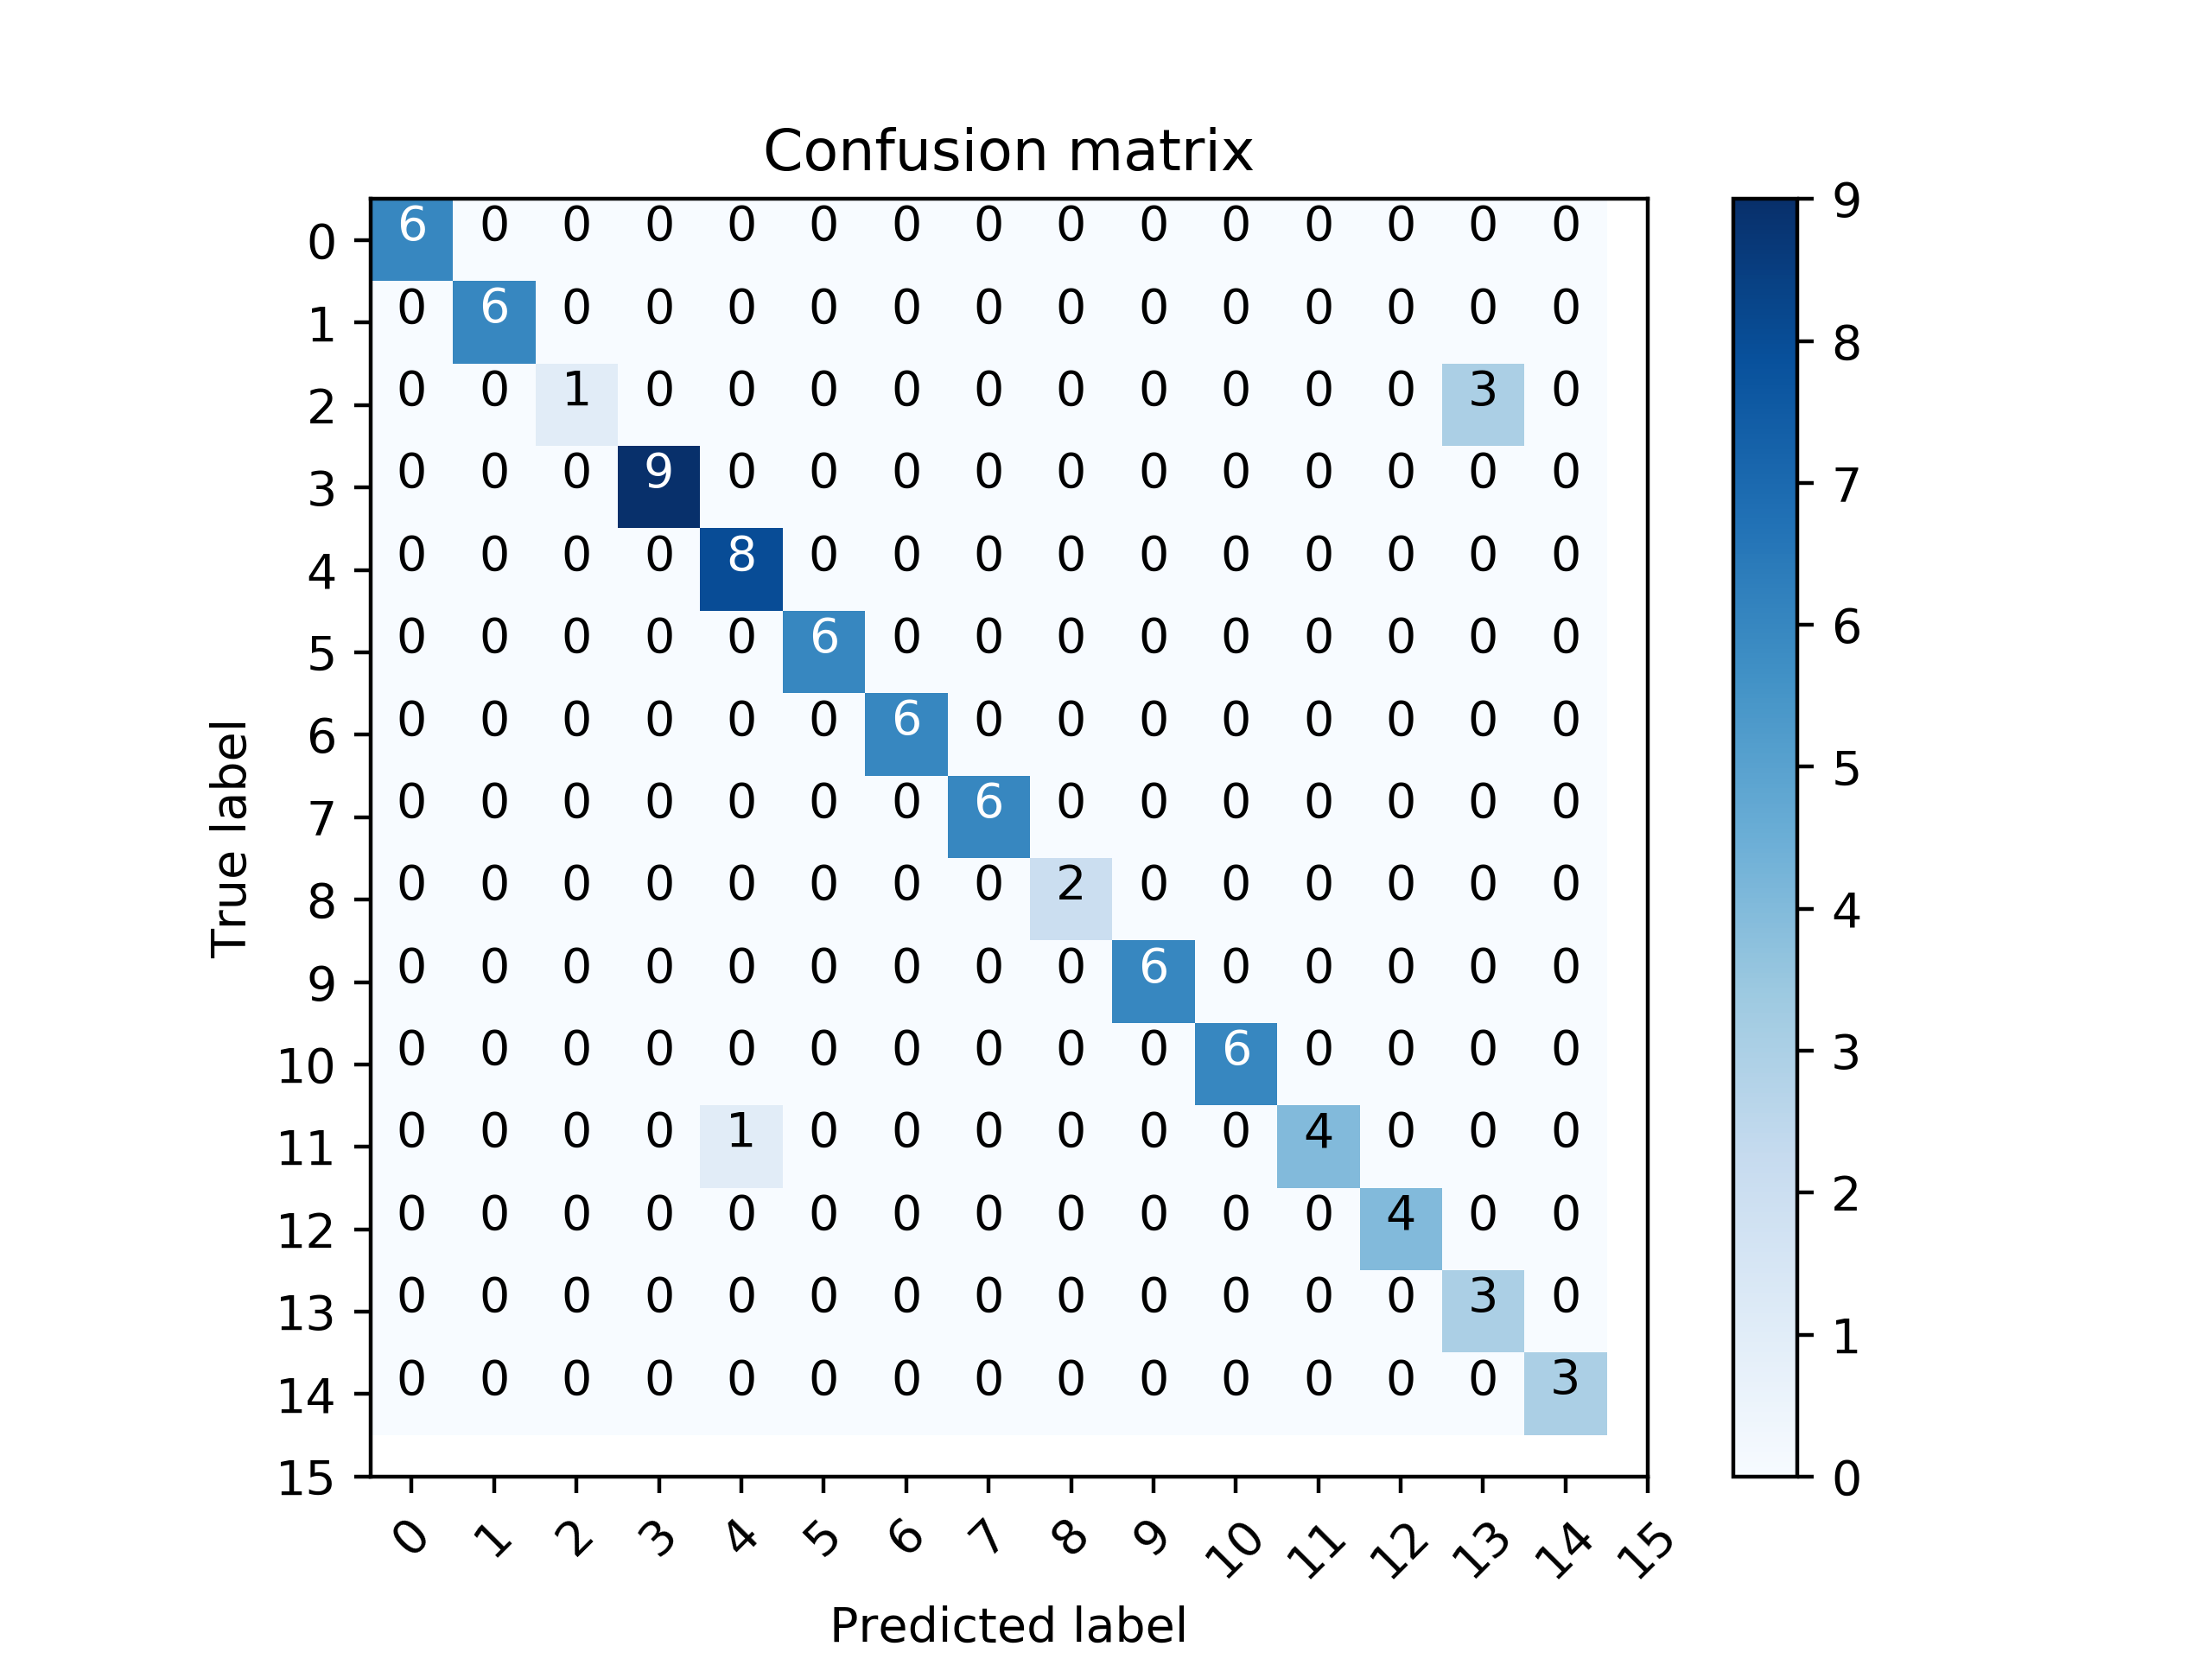 Confusion matrix
0 6 0 0 0 0 0 0 0 0 0 0 0 0 0 0
1 0 6 0 0 0 0 0 0 0 0 0 0 0 0 0
2 0 0 1 0 0 0 0 0 0 0 0 0 0 3 0
3 0 0 0 9 0 0 0 0 0 0 0 0 0 0 0
4 0 0 0 0 8 0 0 0 0 0 0 0 0 0 0
5 0 0 0 0 0 6 0 0 0 0 0 0 0 0 0
6 0 0 0 0 0 0 6 0 0 0 0 0 0 0 0
7 0 0 0 0 0 0 0 6 0 0 0 0 0 0 0
8 0 0 0 0 0 0 0 0 2 0 0 0 0 0 0
9 0 0 0 0 0 0 0 0 0 6 0 0 0 0 0
10 0 0 0 0 0 0 0 0 0 0 6 0 0 0 0
11 0 0 0 0 1 0 0 0 0 0 0 4 0 0 0
12 0 0 0 0 0 0 0 0 0 0 0 0 4 0 0
13 0 0 0 0 0 0 0 0 0 0 0 0 0 3 0
14 0 0 0 0 0 0 0 0 0 0 0 0 0 0 3
15
0 1 2 3 4 5 6 7 8 9 10 11 12 13 14 15
Predicted label
True label
9
8
7
6
5
4
3
2
1
0